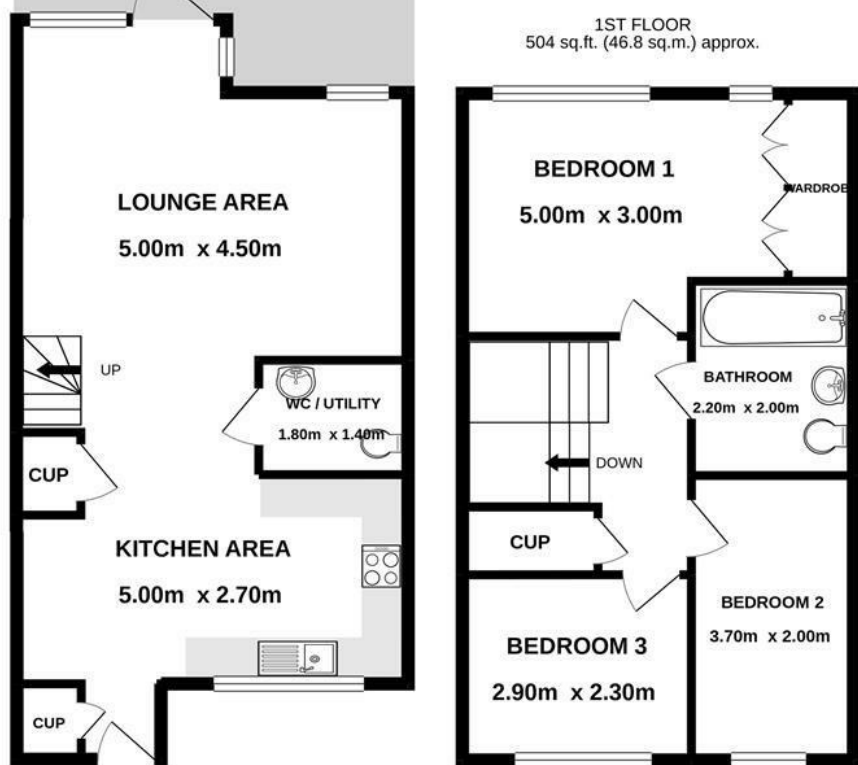 LOUNGE AREA
5.00m x 4.50m
UP
WC / UTILITY
1.80m x 1.40m
CUP
KITCHEN AREA
5.00m x 2.70m
CUP
1ST FLOOR
504 sq.ft. (46.8 sq.m.) approx.
BEDROOM 1
5.00m x 3.00m
WARDROBE
BATHROOM
2.20m x 2.00m
DOWN
CUP
BEDROOM 2
3.70m x 2.00m
BEDROOM 3
2.90m x 2.30m